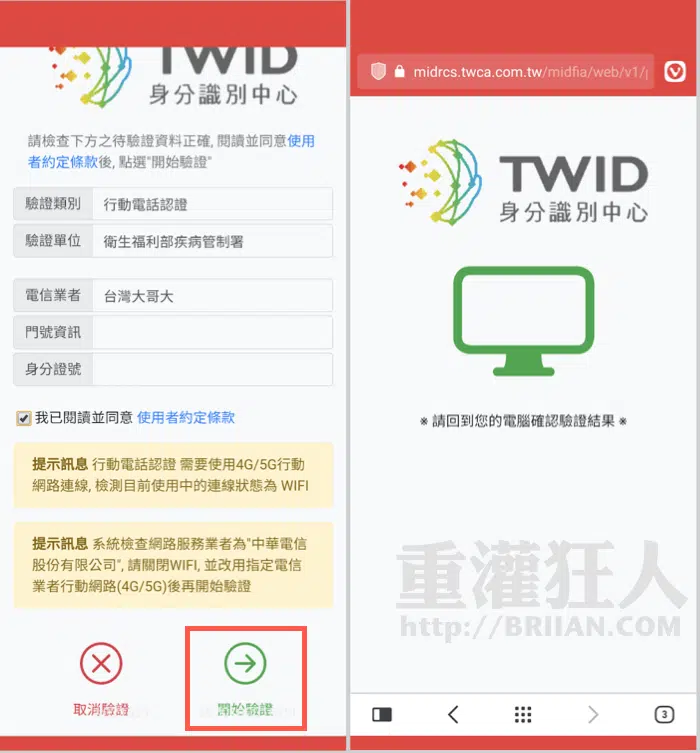 TWID
身分識別中心
請檢查下方之待驗證資料正確, 閱讀並同意使用
者約定條款後, 點選"開始驗證"
驗證類別 行動電話認證
驗證單位 衛生福利部疾病管制署
電信業者 台灣大哥大
門號資訊
身分證號
我已閱讀並同意 使用者約定條款
提示訊息 行動電話認證 需要使用4G/5G行動
網路連線, 檢測目前使用中的連線狀態為 WIFI
提示訊息 系統檢查網路服務業者為"中華電信
股份有限公司", 請關閉WIFI, 並改用指定電信
業者行動網路(4G/5G)後再開始驗證
取消驗證 開始驗證
midrcs.twca.com.tw/midfia/web/v1/
TWID
身分識別中心
※ 請回到您的電腦確認驗證結果 ※
重灌狂人
http://BRIIAN.COM
3